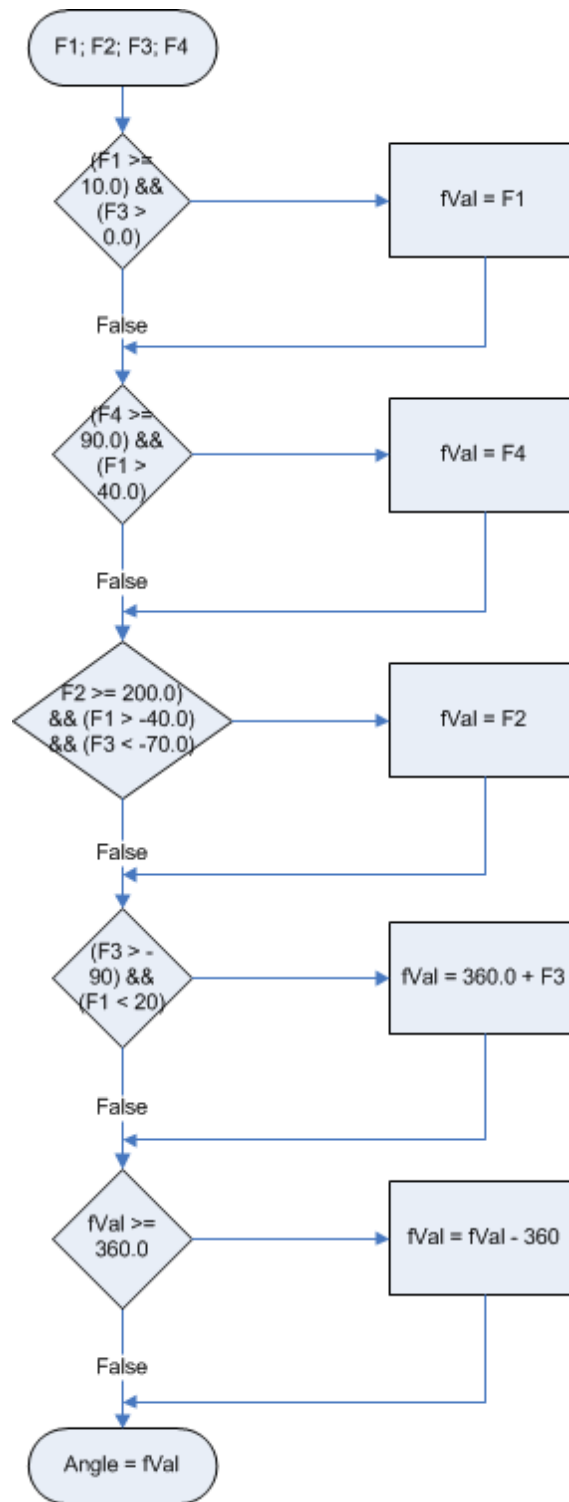 F1; F2; F3; F4
(F1 >=
10.0) &&
(F3 >
0.0)
fVal = F1
False
(F4 >=
90.0) &&
(F1 >
40.0)
fVal = F4
False
F2 >= 200.0)
&& (F1 > -40.0)
&& (F3 < -70.0)
fVal = F2
False
(F3 > -
90) &&
(F1 < 20)
fVal = 360.0 + F3
False
fVal >=
360.0
fVal = fVal - 360
False
Angle = fVal